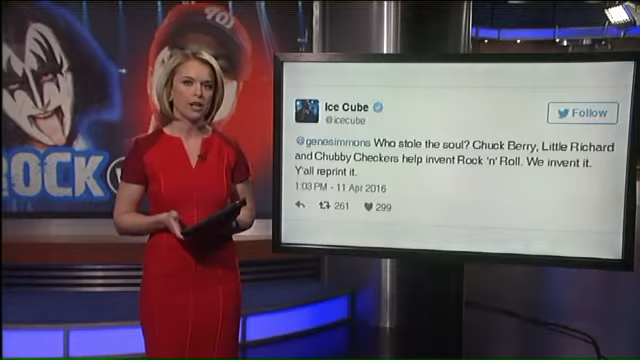 ROCK
Ice Cube
@icecube
Follow
@genesimmons Who stole the soul? Chuck Berry, Little Richard
and Chubby Checkers help invent Rock 'n' Roll. We invent it.
Y'all reprint it.
1:03 PM - 11 Apr 2016
261 299